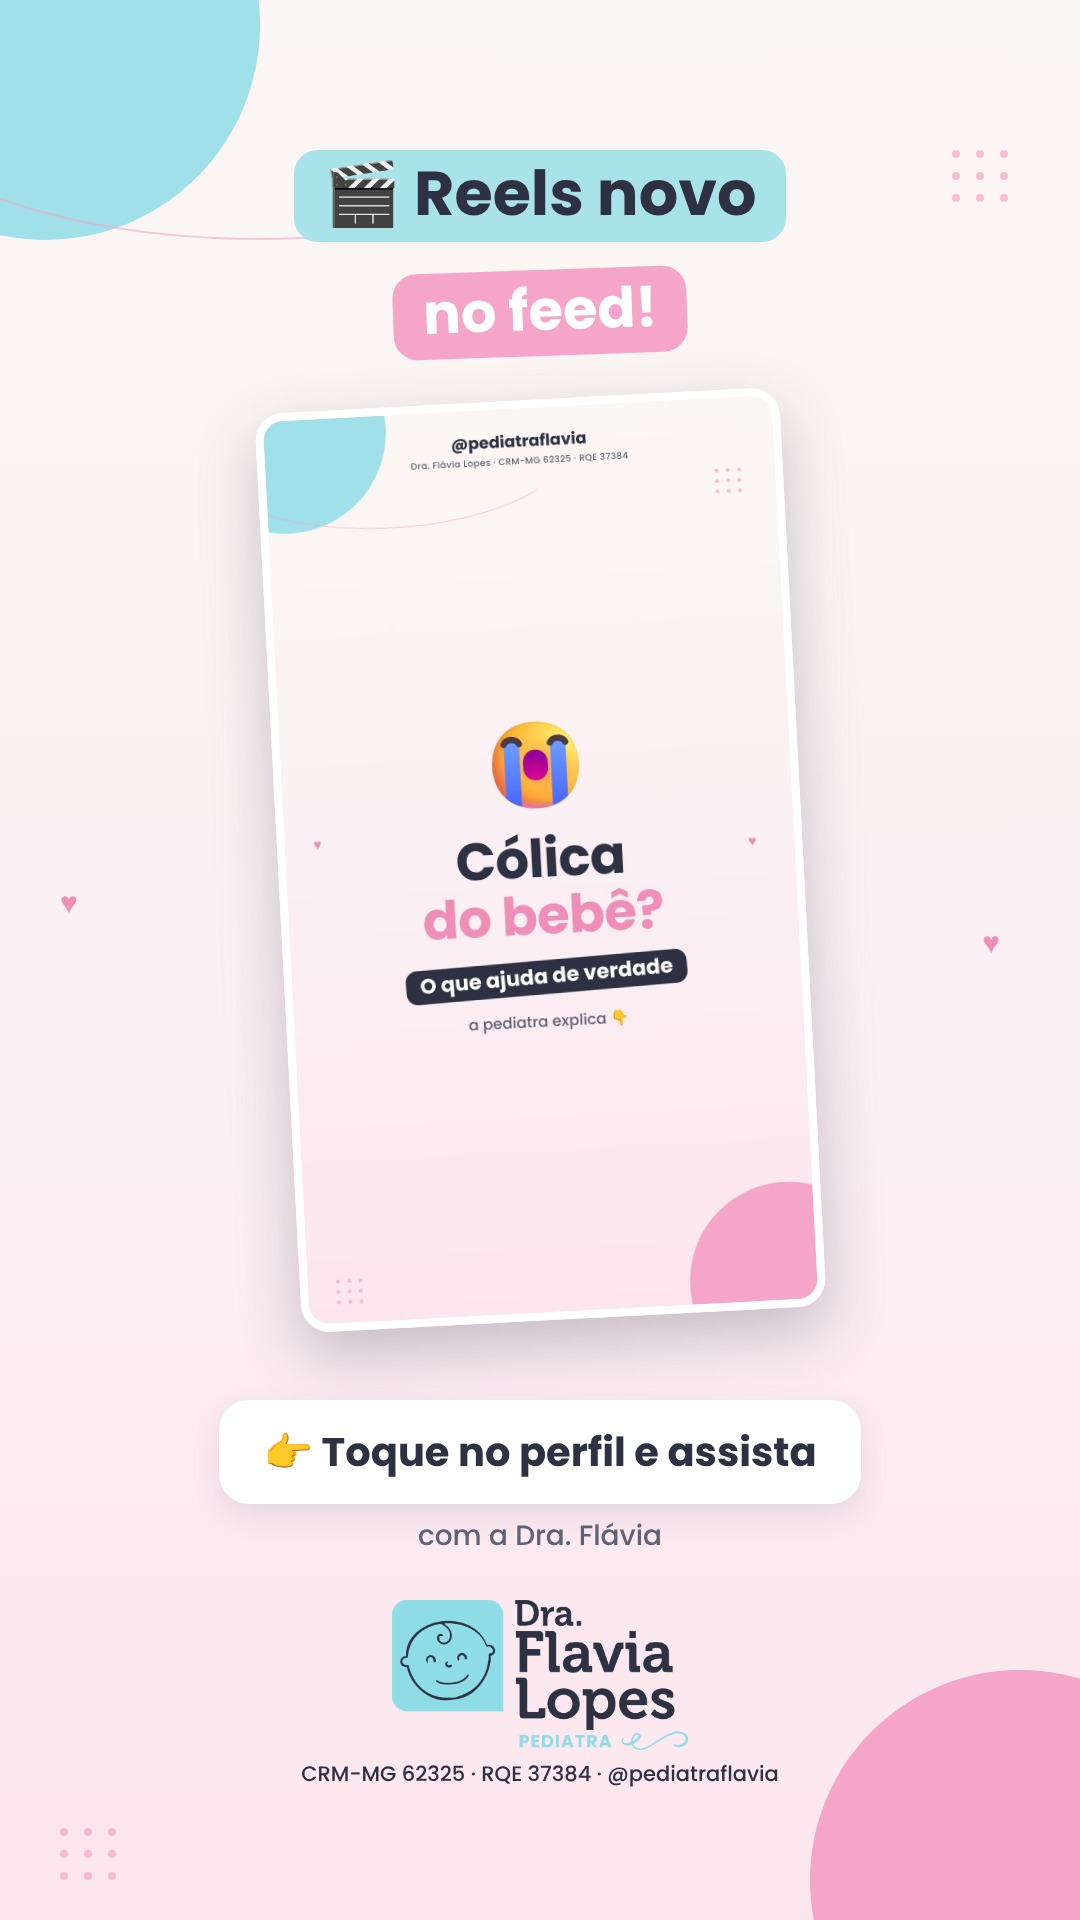 🎬 Reels novo
no feed!
@pediatraflavia
Dra. Flávia Lopes · CRM-MG 62325 · RQE 37384
Cólica
do bebê?
O que ajuda de verdade
a pediatra explica 👇
👉 Toque no perfil e assista
com a Dra. Flávia
Dra.
Flavia
Lopes
PEDIATRA
CRM-MG 62325 · RQE 37384 · @pediatraflavia